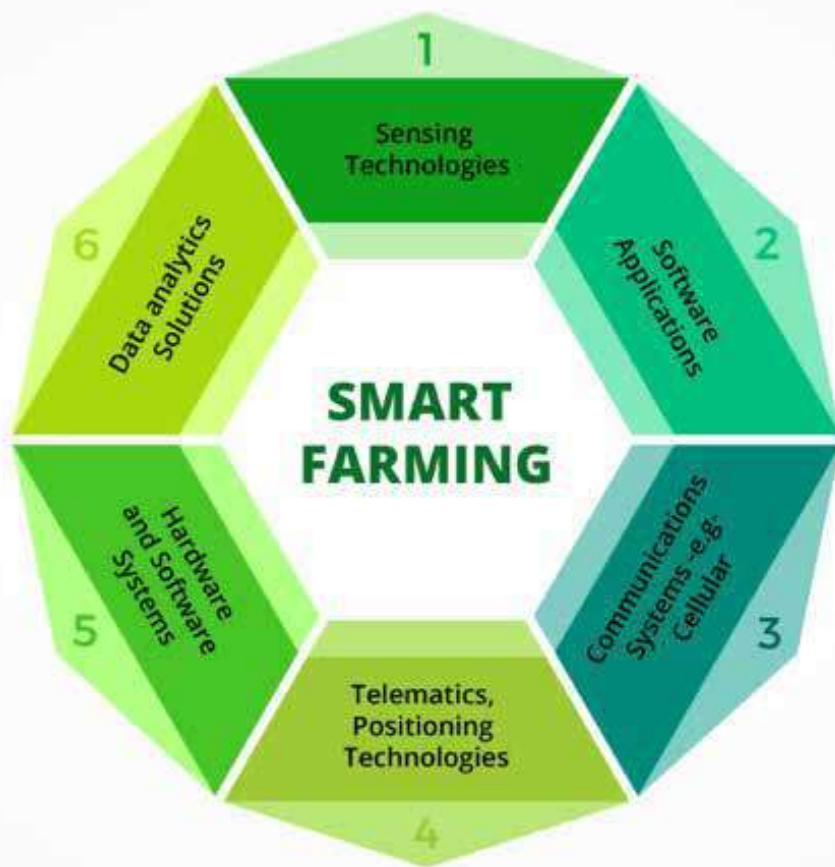 1
Sensing
Technologies
2
Software
Applications
3
Communications
Systems -e.g-
Cellular
4
Telematics,
Positioning
Technologies
5
Hardware
and Software
Systems
6
Data analytics
Solutions
SMART
FARMING